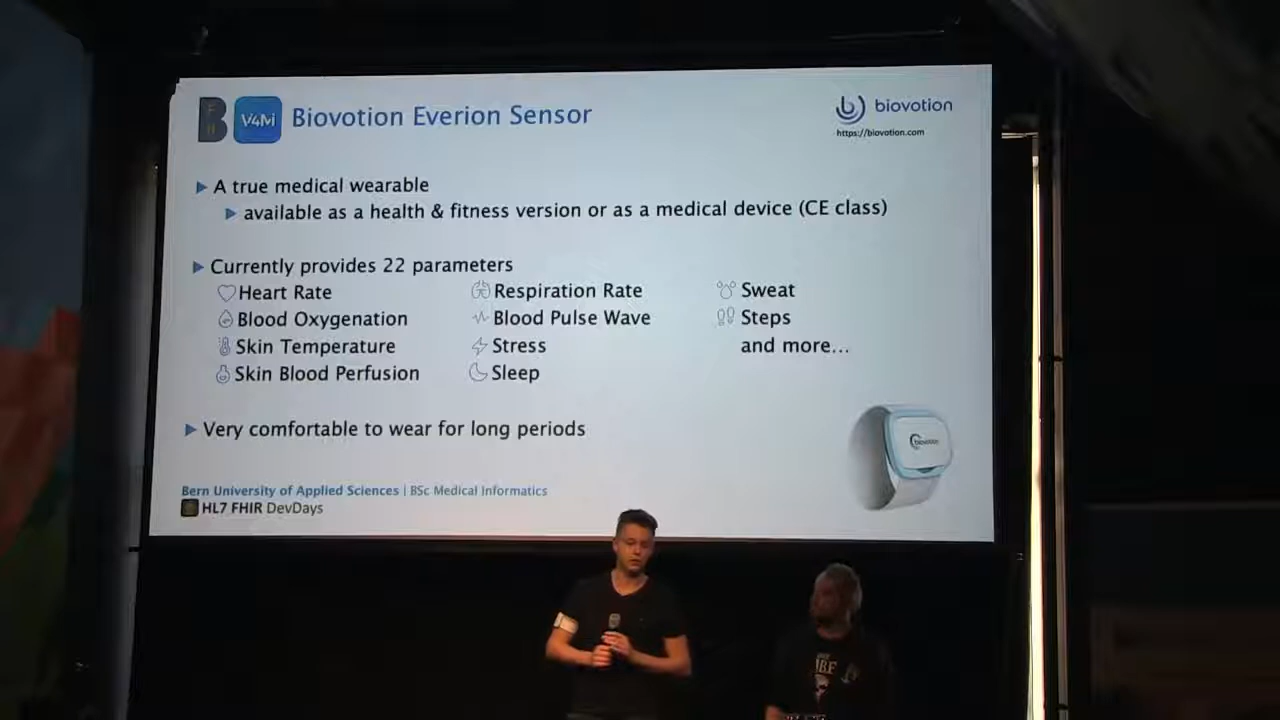 B
F
H
V4Mi
Biovotion Everion Sensor
biovotion
https://biovotion.com
A true medical wearable
available as a health & fitness version or as a medical device (CE class)
Currently provides 22 parameters
Heart Rate
Respiration Rate
Sweat
Blood Oxygenation
Blood Pulse Wave
Steps
Skin Temperature
Stress
and more...
Skin Blood Perfusion
Sleep
Very comfortable to wear for long periods
biovotion
Bern University of Applied Sciences | BSc Medical Informatics
HL7 FHIR DevDays